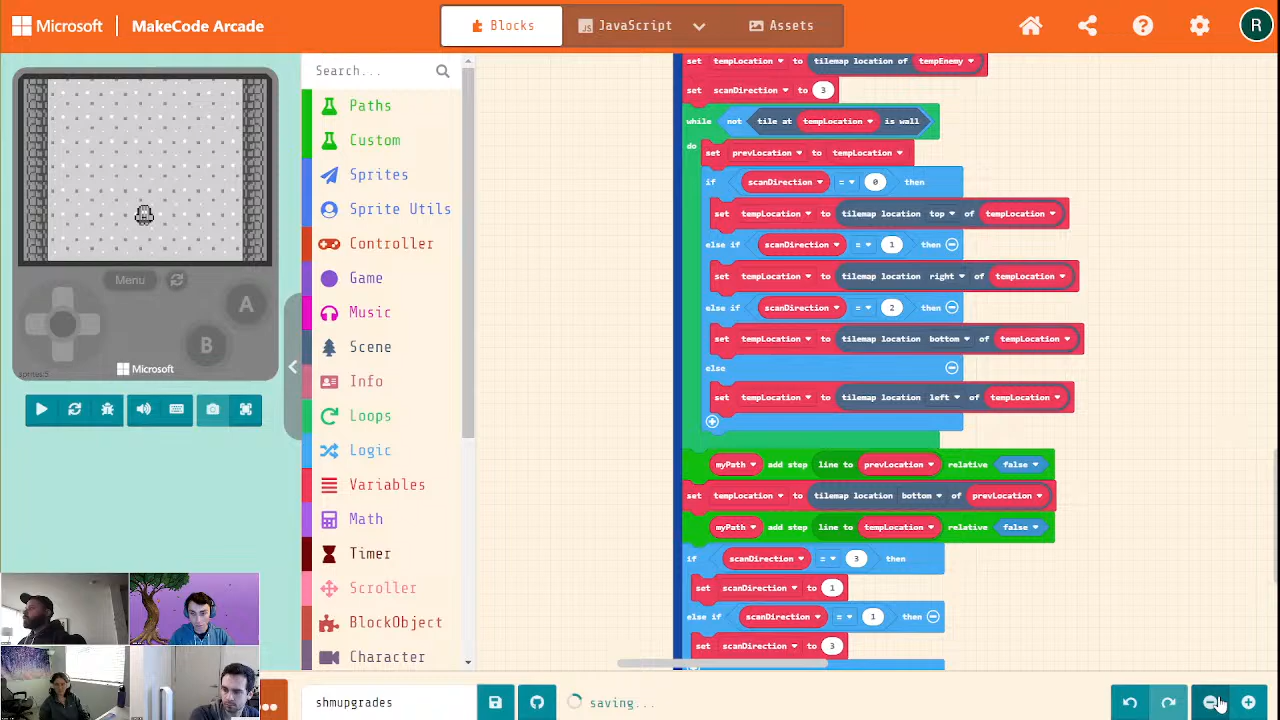 Microsoft MakeCode Arcade Blocks JavaScript Assets R
Search...
Paths
Custom
Sprites
Sprite Utils
Controller
Game
Music
Scene
Info
Loops
Logic
Variables
Math
Timer
Scroller
BlockObject
Character
Menu
A
B
sprites:5
Microsoft
set tempLocation to tilemap location of tempEnemy
set scanDirection to 3
while not tile at tempLocation is wall
do set prevLocation to tempLocation
if scanDirection = 0 then
set tempLocation to tilemap location top of tempLocation
else if scanDirection = 1 then
set tempLocation to tilemap location right of tempLocation
else if scanDirection = 2 then
set tempLocation to tilemap location bottom of tempLocation
else
set tempLocation to tilemap location left of tempLocation
myPath add step line to prevLocation relative false
set tempLocation to tilemap location bottom of prevLocation
myPath add step line to tempLocation relative false
if scanDirection = 3 then
set scanDirection to 1
else if scanDirection = 1 then
set scanDirection to 3
shmupgrades saving...